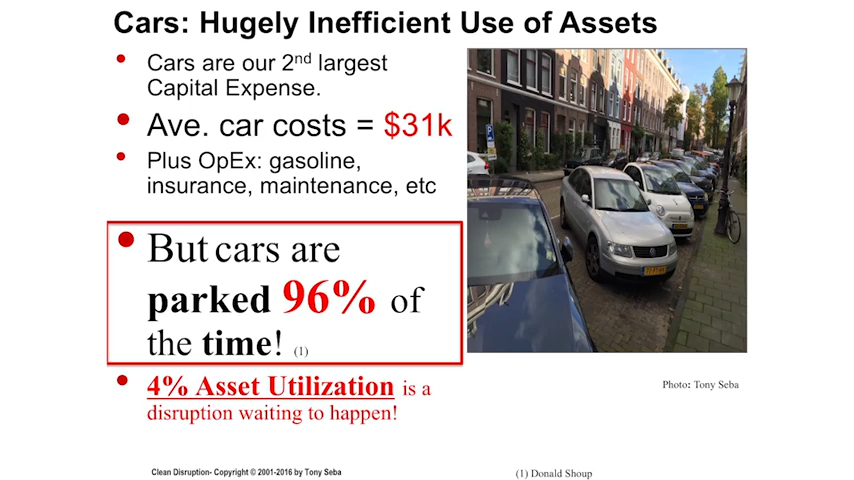 Cars: Hugely Inefficient Use of Assets
• Cars are our 2nd largest
Capital Expense.
• Ave. car costs = $31k
• Plus OpEx: gasoline,
insurance, maintenance, etc
• But cars are
parked 96% of
the time! (1)
• 4% Asset Utilization is a
disruption waiting to happen!
Photo: Tony Seba
Clean Disruption- Copyright © 2001-2016 by Tony Seba
(1) Donald Shoup